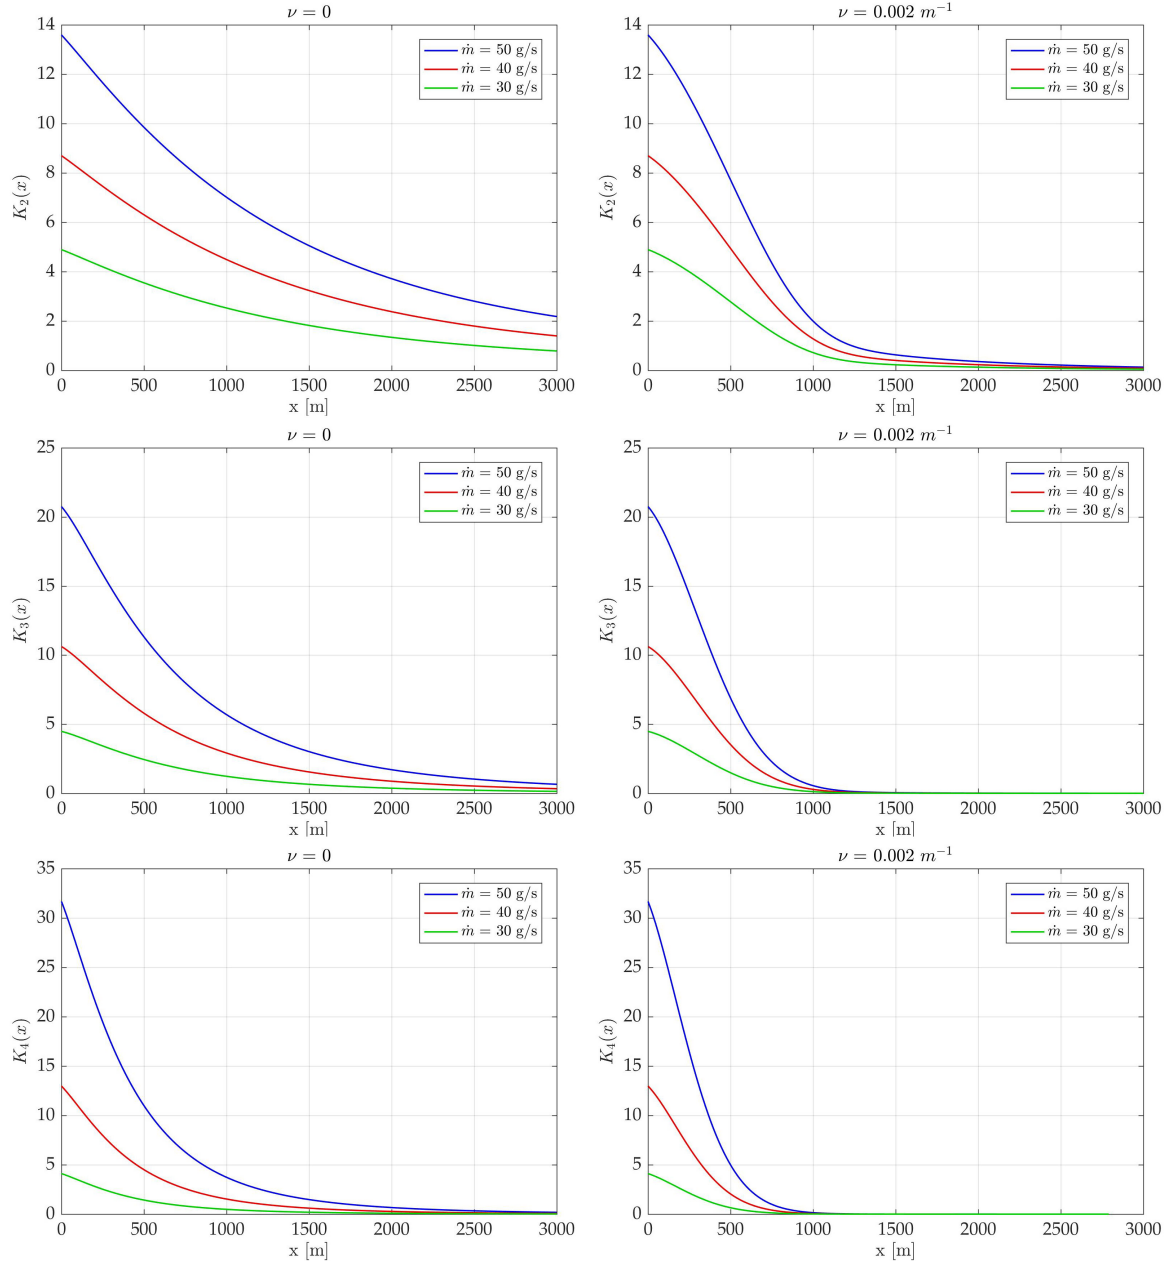 ν = 0
K₂(x)
14
12
10
8
6
4
2
0
ṁ = 50 g/s
ṁ = 40 g/s
ṁ = 30 g/s
0 500 1000 1500 2000 2500 3000
x [m]
ν = 0.002 m⁻¹
K₂(x)
14
12
10
8
6
4
2
0
ṁ = 50 g/s
ṁ = 40 g/s
ṁ = 30 g/s
0 500 1000 1500 2000 2500 3000
x [m]
ν = 0
K₃(x)
25
20
15
10
5
0
ṁ = 50 g/s
ṁ = 40 g/s
ṁ = 30 g/s
0 500 1000 1500 2000 2500 3000
x [m]
ν = 0.002 m⁻¹
K₃(x)
25
20
15
10
5
0
ṁ = 50 g/s
ṁ = 40 g/s
ṁ = 30 g/s
0 500 1000 1500 2000 2500 3000
x [m]
ν = 0
K₄(x)
35
30
25
20
15
10
5
0
ṁ = 50 g/s
ṁ = 40 g/s
ṁ = 30 g/s
0 500 1000 1500 2000 2500 3000
x [m]
ν = 0.002 m⁻¹
K₄(x)
35
30
25
20
15
10
5
0
ṁ = 50 g/s
ṁ = 40 g/s
ṁ = 30 g/s
0 500 1000 1500 2000 2500 3000
x [m]